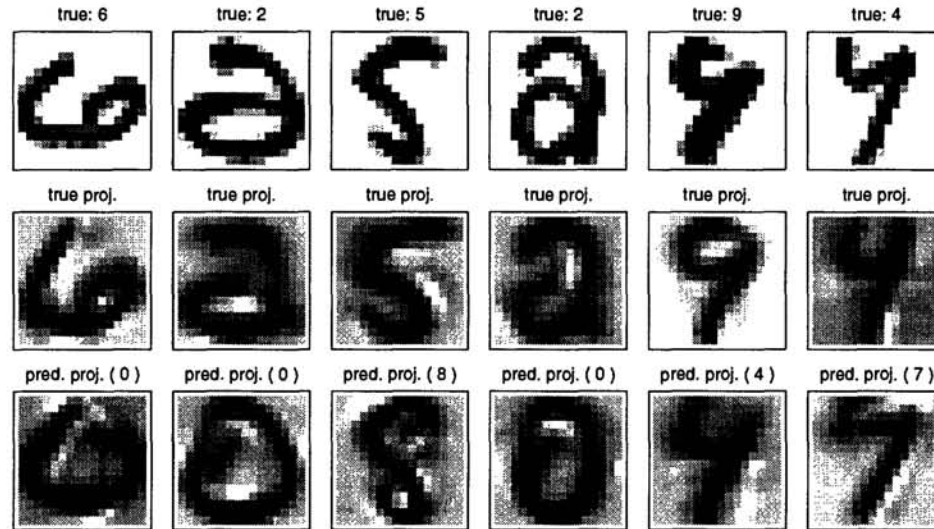 true: 6 true: 2 true: 5 true: 2 true: 9 true: 4
true proj. true proj. true proj. true proj. true proj. true proj.
pred. proj. ( 0 ) pred. proj. ( 0 ) pred. proj. ( 8 ) pred. proj. ( 0 ) pred. proj. ( 4 ) pred. proj. ( 7 )